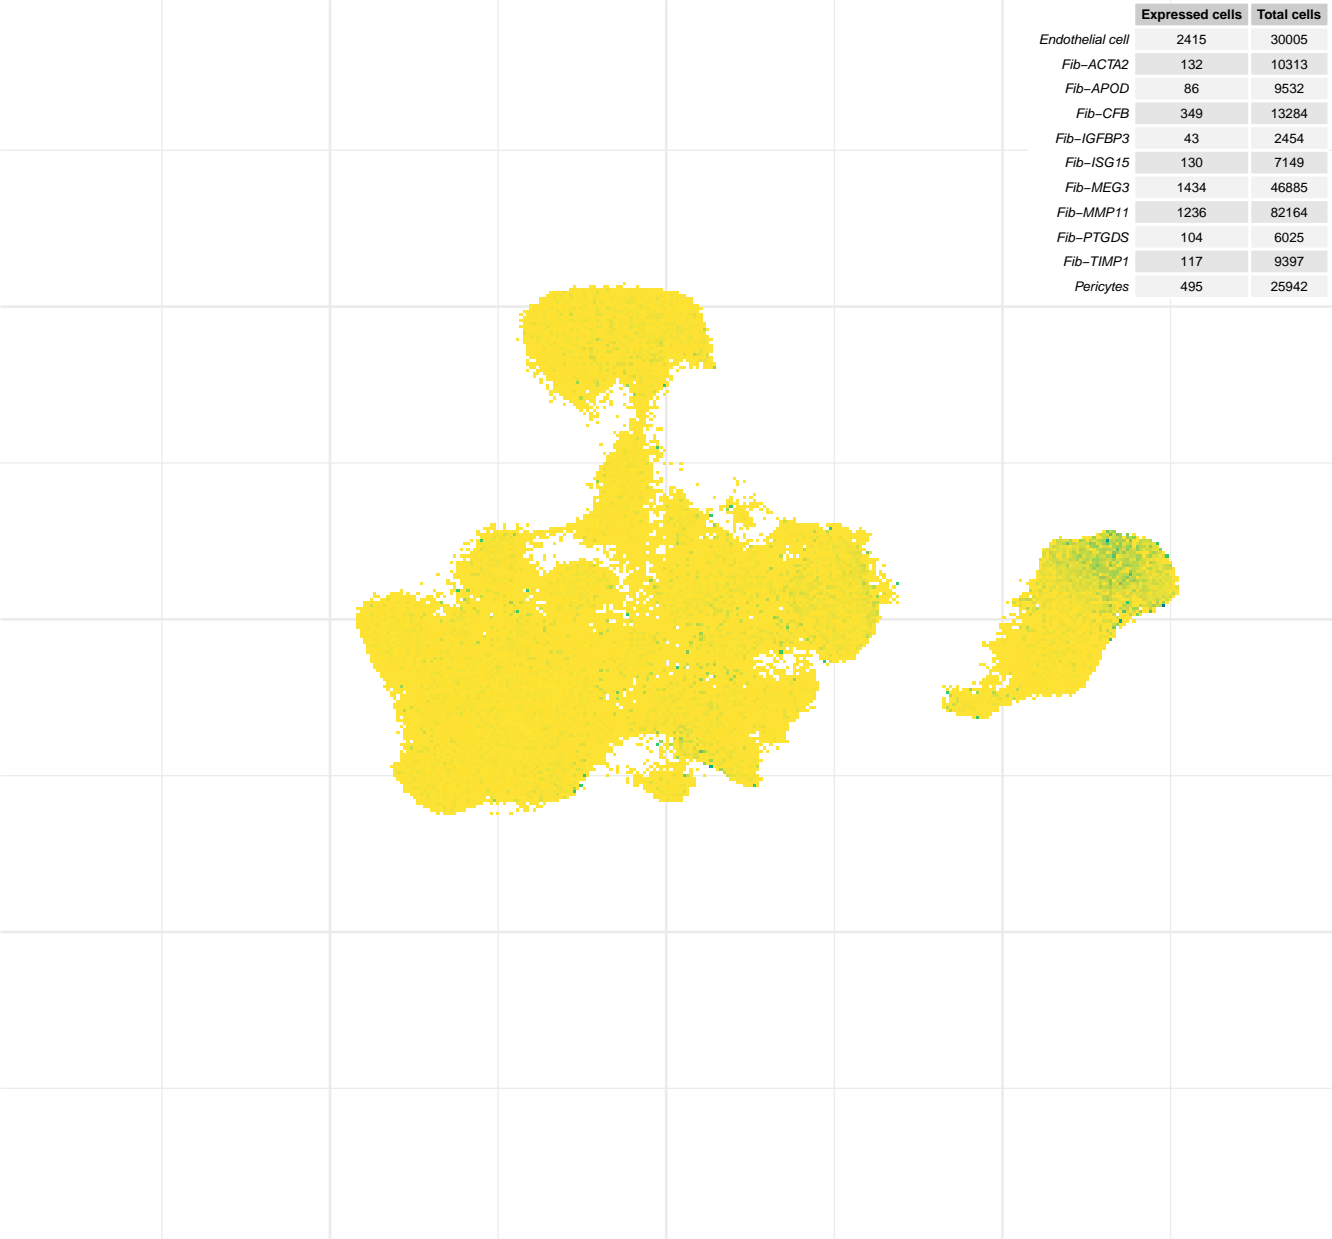 Expressed cells Total cells
Endothelial cell 2415 30005
Fib−ACTA2 132 10313
Fib−APOD 86 9532
Fib−CFB 349 13284
Fib−IGFBP3 43 2454
Fib−ISG15 130 7149
Fib−MEG3 1434 46885
Fib−MMP11 1236 82164
Fib−PTGDS 104 6025
Fib−TIMP1 117 9397
Pericytes 495 25942